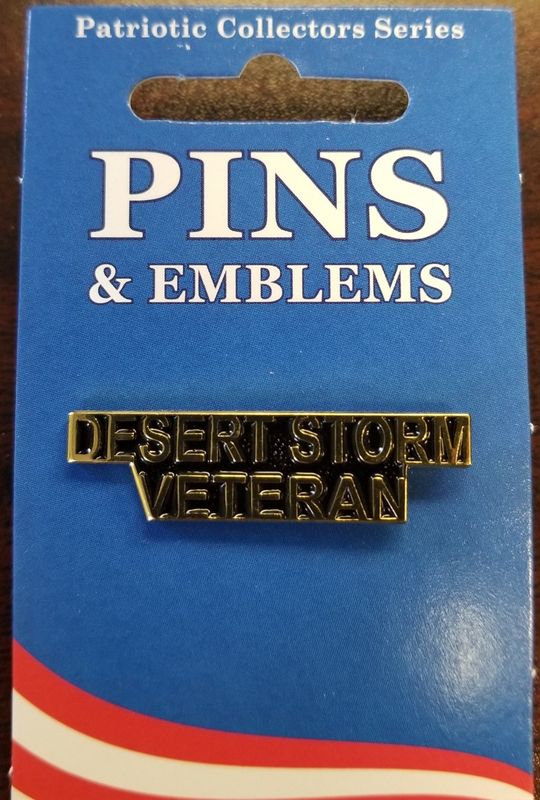 Patriotic Collectors Series
PINS
& EMBLEMS
DESERT STORM
VETERAN